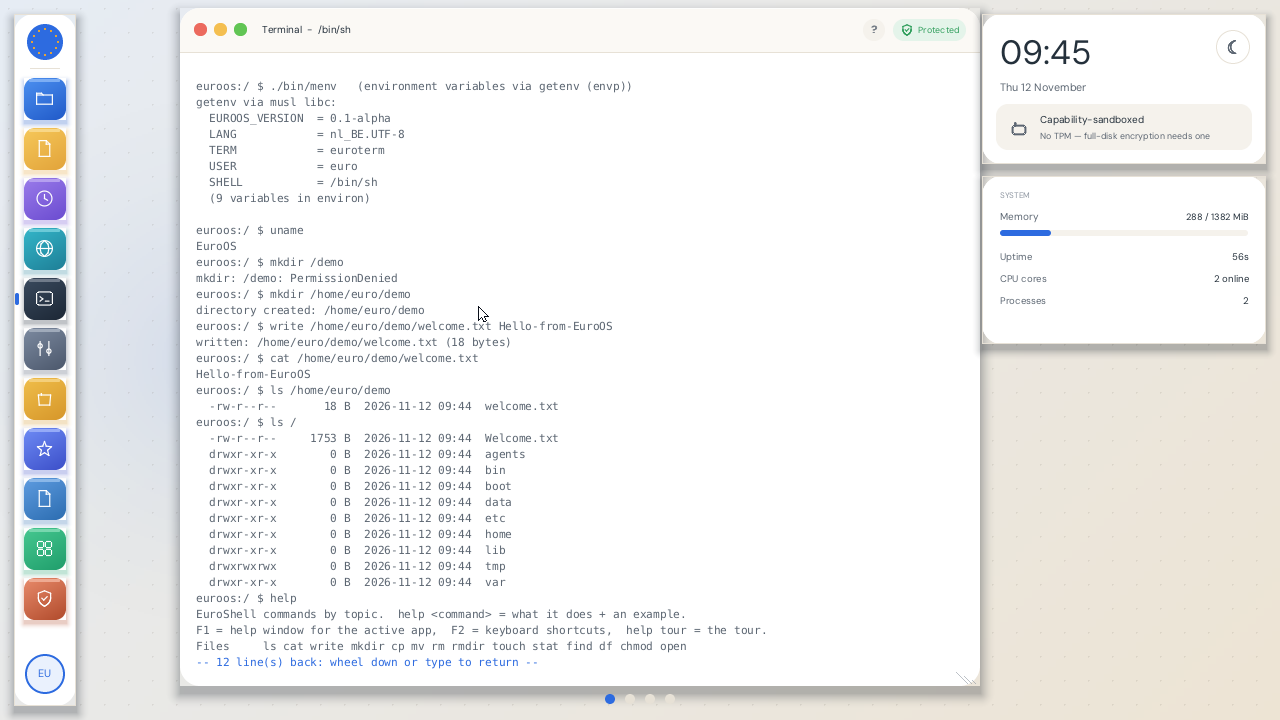 Terminal – /bin/sh
?
Protected
euroos:/ $ ./bin/menv   (environment variables via getenv (envp))
getenv via musl libc:
  EUROOS_VERSION  = 0.1-alpha
  LANG            = nl_BE.UTF-8
  TERM            = euroterm
  USER            = euro
  SHELL           = /bin/sh
  (9 variables in environ)
euroos:/ $ uname
EuroOS
euroos:/ $ mkdir /demo
mkdir: /demo: PermissionDenied
euroos:/ $ mkdir /home/euro/demo
directory created: /home/euro/demo
euroos:/ $ write /home/euro/demo/welcome.txt Hello-from-EuroOS
written: /home/euro/demo/welcome.txt (18 bytes)
euroos:/ $ cat /home/euro/demo/welcome.txt
Hello-from-EuroOS
euroos:/ $ ls /home/euro/demo
  -rw-r--r--       18 B  2026-11-12 09:44  welcome.txt
euroos:/ $ ls /
  -rw-r--r--     1753 B  2026-11-12 09:44  Welcome.txt
  drwxr-xr-x        0 B  2026-11-12 09:44  agents
  drwxr-xr-x        0 B  2026-11-12 09:44  bin
  drwxr-xr-x        0 B  2026-11-12 09:44  boot
  drwxr-xr-x        0 B  2026-11-12 09:44  data
  drwxr-xr-x        0 B  2026-11-12 09:44  etc
  drwxr-xr-x        0 B  2026-11-12 09:44  home
  drwxr-xr-x        0 B  2026-11-12 09:44  lib
  drwxrwxrwx        0 B  2026-11-12 09:44  tmp
  drwxr-xr-x        0 B  2026-11-12 09:44  var
euroos:/ $ help
EuroShell commands by topic.  help <command> = what it does + an example.
F1 = help window for the active app,  F2 = keyboard shortcuts,  help tour = the tour.
Files     ls cat write mkdir cp mv rm rmdir touch stat find df chmod open
-- 12 line(s) back: wheel down or type to return --
09:45
Thu 12 November
Capability-sandboxed
No TPM — full-disk encryption needs one
SYSTEM
Memory 288 / 1382 MiB
Uptime 56s
CPU cores 2 online
Processes 2
EU